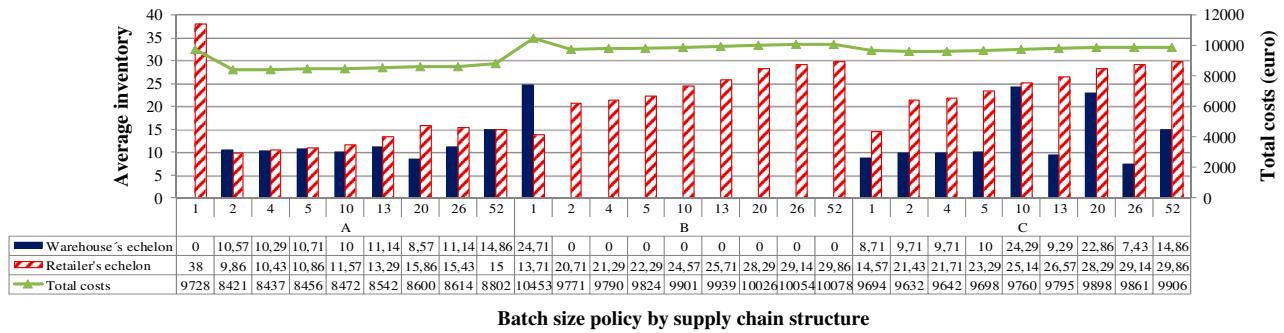 40 12000
35 10000
30 8000
25
20 6000
15 4000
10
5 2000
0 0
Average inventory
Total costs (euro)
1 2 4 5 10 13 20 26 52 1 2 4 5 10 13 20 26 52 1 2 4 5 10 13 20 26 52
A B C
Warehouse´s echelon 0 10,57 10,29 10,71 10 11,14 8,57 11,14 14,86 24,71 0 0 0 0 0 0 0 0 8,71 9,71 9,71 10 24,29 9,29 22,86 7,43 14,86
Retailer's echelon 38 9,86 10,43 10,86 11,57 13,29 15,86 15,43 15 13,71 20,71 21,29 22,29 24,57 25,71 28,29 29,14 29,86 14,57 21,43 21,71 23,29 25,14 26,57 28,29 29,14 29,86
Total costs 9728 8421 8437 8456 8472 8542 8600 8614 8802 10453 9771 9790 9824 9901 9939 10026 10054 10078 9694 9632 9642 9698 9760 9795 9898 9861 9906
Batch size policy by supply chain structure